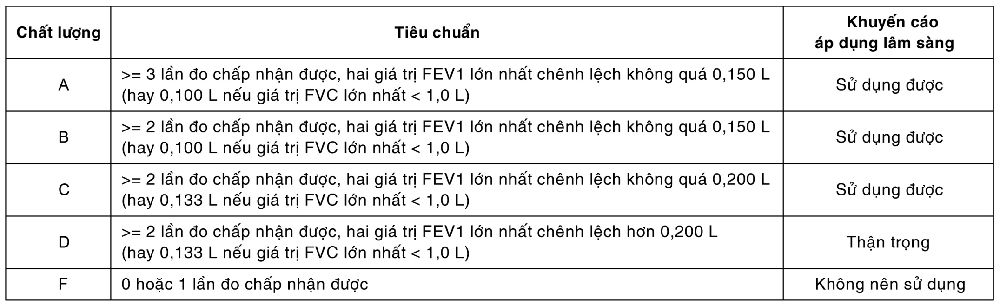 Chất lượng
Tiêu chuẩn
Khuyến cáo
áp dụng lâm sàng
A
>= 3 lần đo chấp nhận được, hai giá trị FEV1 lớn nhất chênh lệch không quá 0,150 L
(hay 0,100 L nếu giá trị FVC lớn nhất < 1,0 L)
Sử dụng được
B
>= 2 lần đo chấp nhận được, hai giá trị FEV1 lớn nhất chênh lệch không quá 0,150 L
(hay 0,100 L nếu giá trị FVC lớn nhất < 1,0 L)
Sử dụng được
C
>= 2 lần đo chấp nhận được, hai giá trị FEV1 lớn nhất chênh lệch không quá 0,200 L
(hay 0,133 L nếu giá trị FVC lớn nhất < 1,0 L)
Sử dụng được
D
>= 2 lần đo chấp nhận được, hai giá trị FEV1 lớn nhất chênh lệch hơn 0,200 L
(hay 0,133 L nếu giá trị FVC lớn nhất < 1,0 L)
Thận trọng
F
0 hoặc 1 lần đo chấp nhận được
Không nên sử dụng